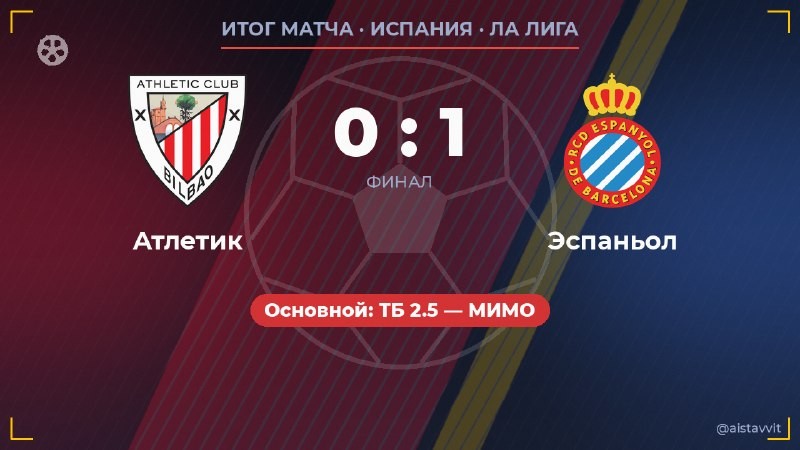 ИТОГ МАТЧА · ИСПАНИЯ · ЛА ЛИГА
ATHLETIC CLUB
BILBAO
0 : 1
ФИНАЛ
RCD ESPANYOL
DE BARCELONA
Атлетик
Эспаньол
Основной: ТБ 2.5 — МИМО
@aistavvit